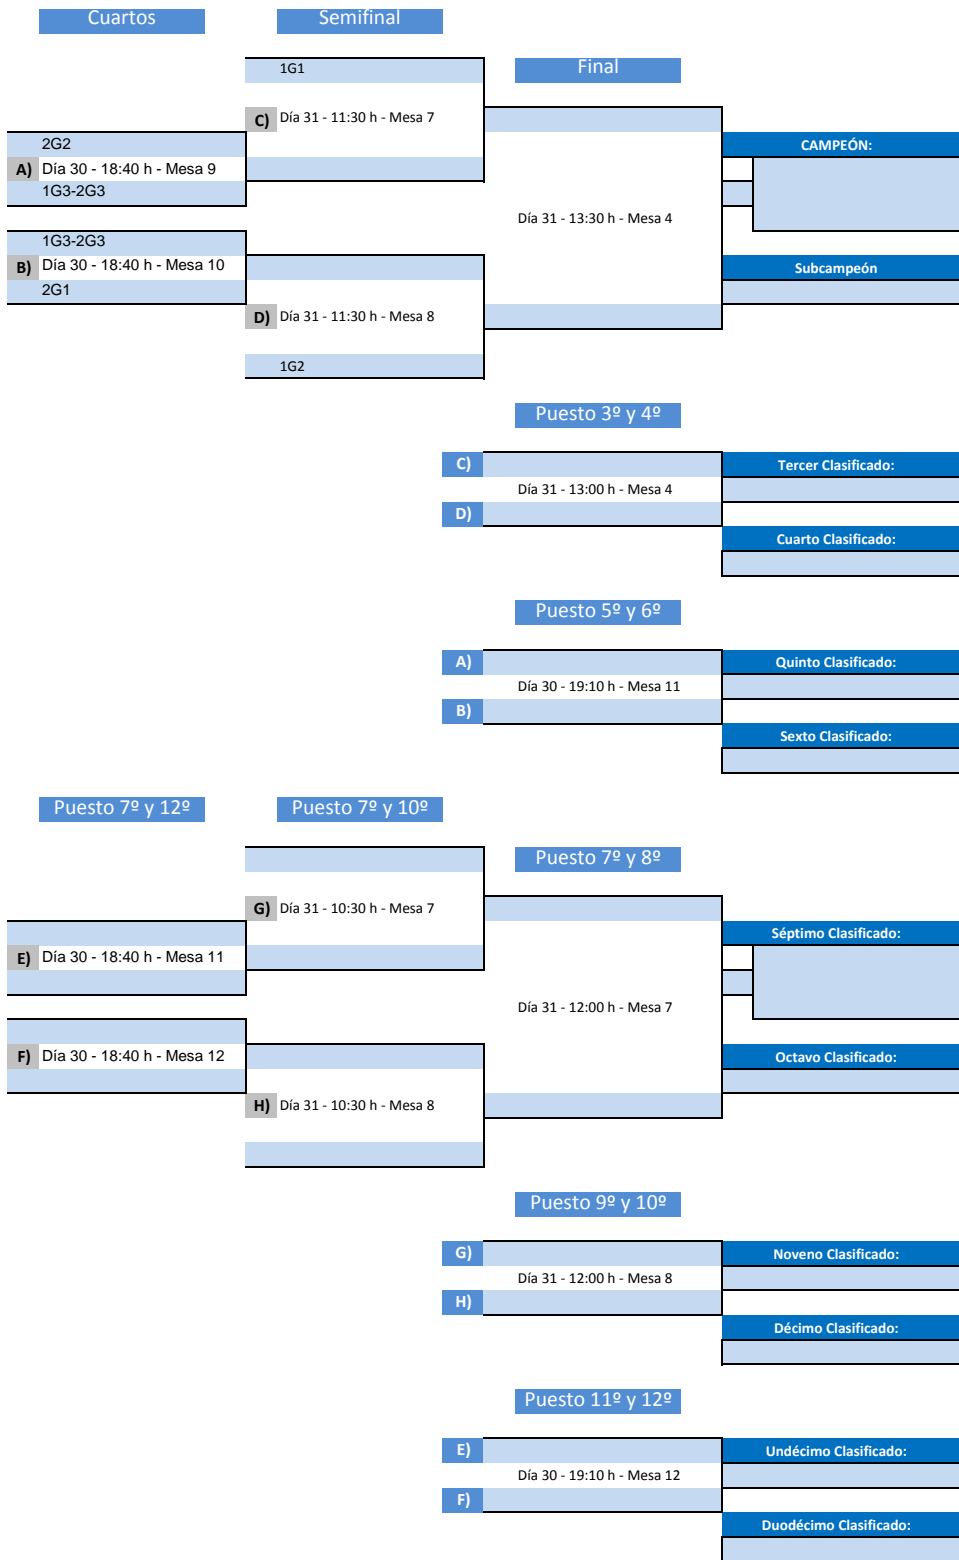 Cuartos
Semifinal
1G1
Final
C) Día 31 - 11:30 h - Mesa 7
2G2
CAMPEÓN:
A) Día 30 - 18:40 h - Mesa 9
1G3-2G3
Día 31 - 13:30 h - Mesa 4
1G3-2G3
B) Día 30 - 18:40 h - Mesa 10
Subcampeón
2G1
D) Día 31 - 11:30 h - Mesa 8
1G2
Puesto 3º y 4º
C)
Tercer Clasificado:
Día 31 - 13:00 h - Mesa 4
D)
Cuarto Clasificado:
Puesto 5º y 6º
A)
Quinto Clasificado:
Día 30 - 19:10 h - Mesa 11
B)
Sexto Clasificado:
Puesto 7º y 12º
Puesto 7º y 10º
Puesto 7º y 8º
G) Día 31 - 10:30 h - Mesa 7
Séptimo Clasificado:
E) Día 30 - 18:40 h - Mesa 11
Día 31 - 12:00 h - Mesa 7
F) Día 30 - 18:40 h - Mesa 12
Octavo Clasificado:
H) Día 31 - 10:30 h - Mesa 8
Puesto 9º y 10º
G)
Noveno Clasificado:
Día 31 - 12:00 h - Mesa 8
H)
Décimo Clasificado:
Puesto 11º y 12º
E)
Undécimo Clasificado:
Día 30 - 19:10 h - Mesa 12
F)
Duodécimo Clasificado: